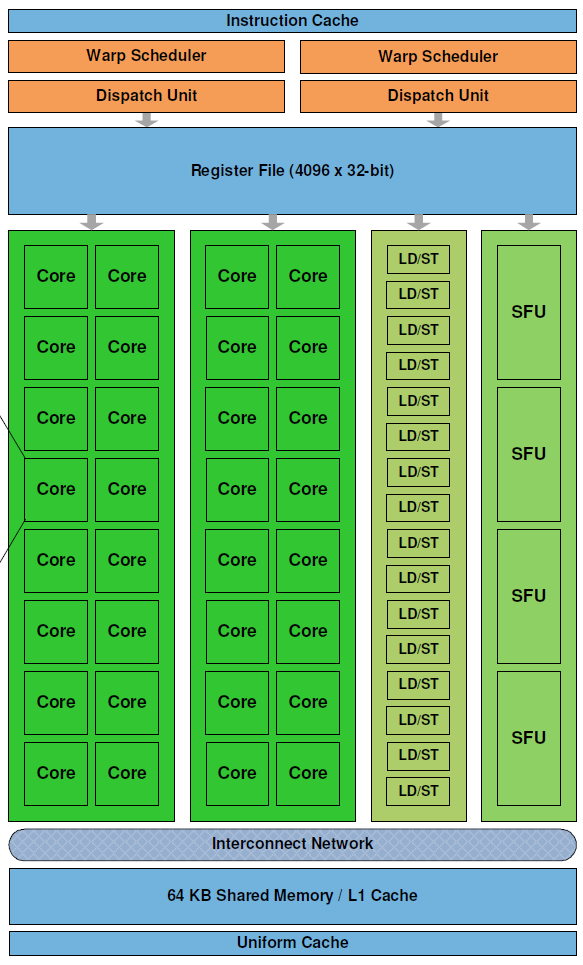 Instruction Cache
Warp Scheduler Warp Scheduler
Dispatch Unit Dispatch Unit
Register File (4096 x 32-bit)
Core Core Core Core LD/ST SFU
LD/ST
Core Core Core Core LD/ST
LD/ST
Core Core Core Core LD/ST SFU
LD/ST
Core Core Core Core LD/ST
LD/ST
Core Core Core Core LD/ST SFU
LD/ST
Core Core Core Core LD/ST
LD/ST
Core Core Core Core LD/ST SFU
LD/ST
Core Core Core Core LD/ST
LD/ST
Interconnect Network
64 KB Shared Memory / L1 Cache
Uniform Cache